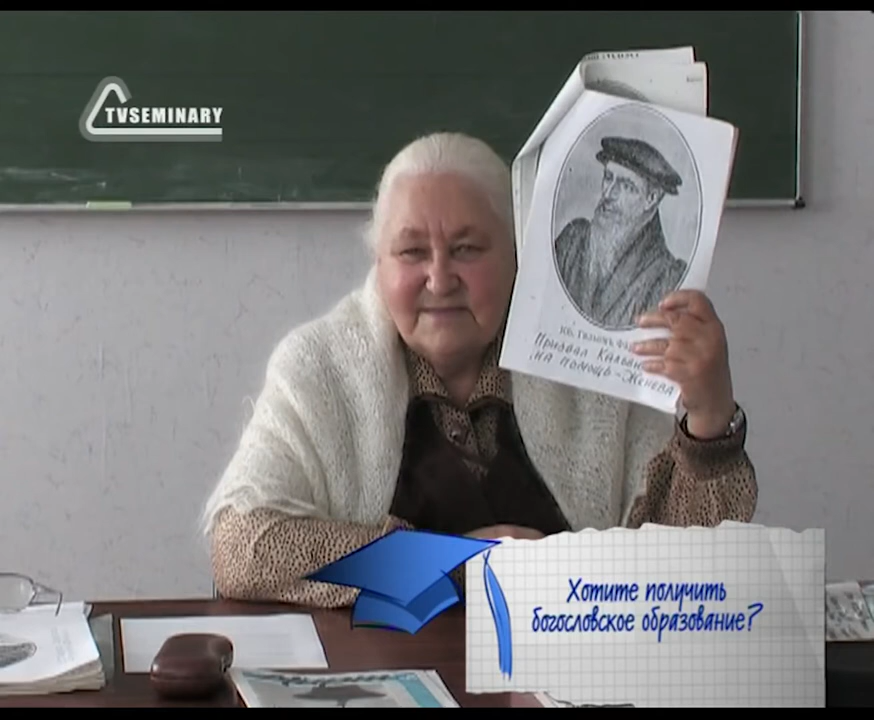 TVSEMINARY
Призвал Кальвина
на помощь - Женева
Хотите получить
богословское образование?